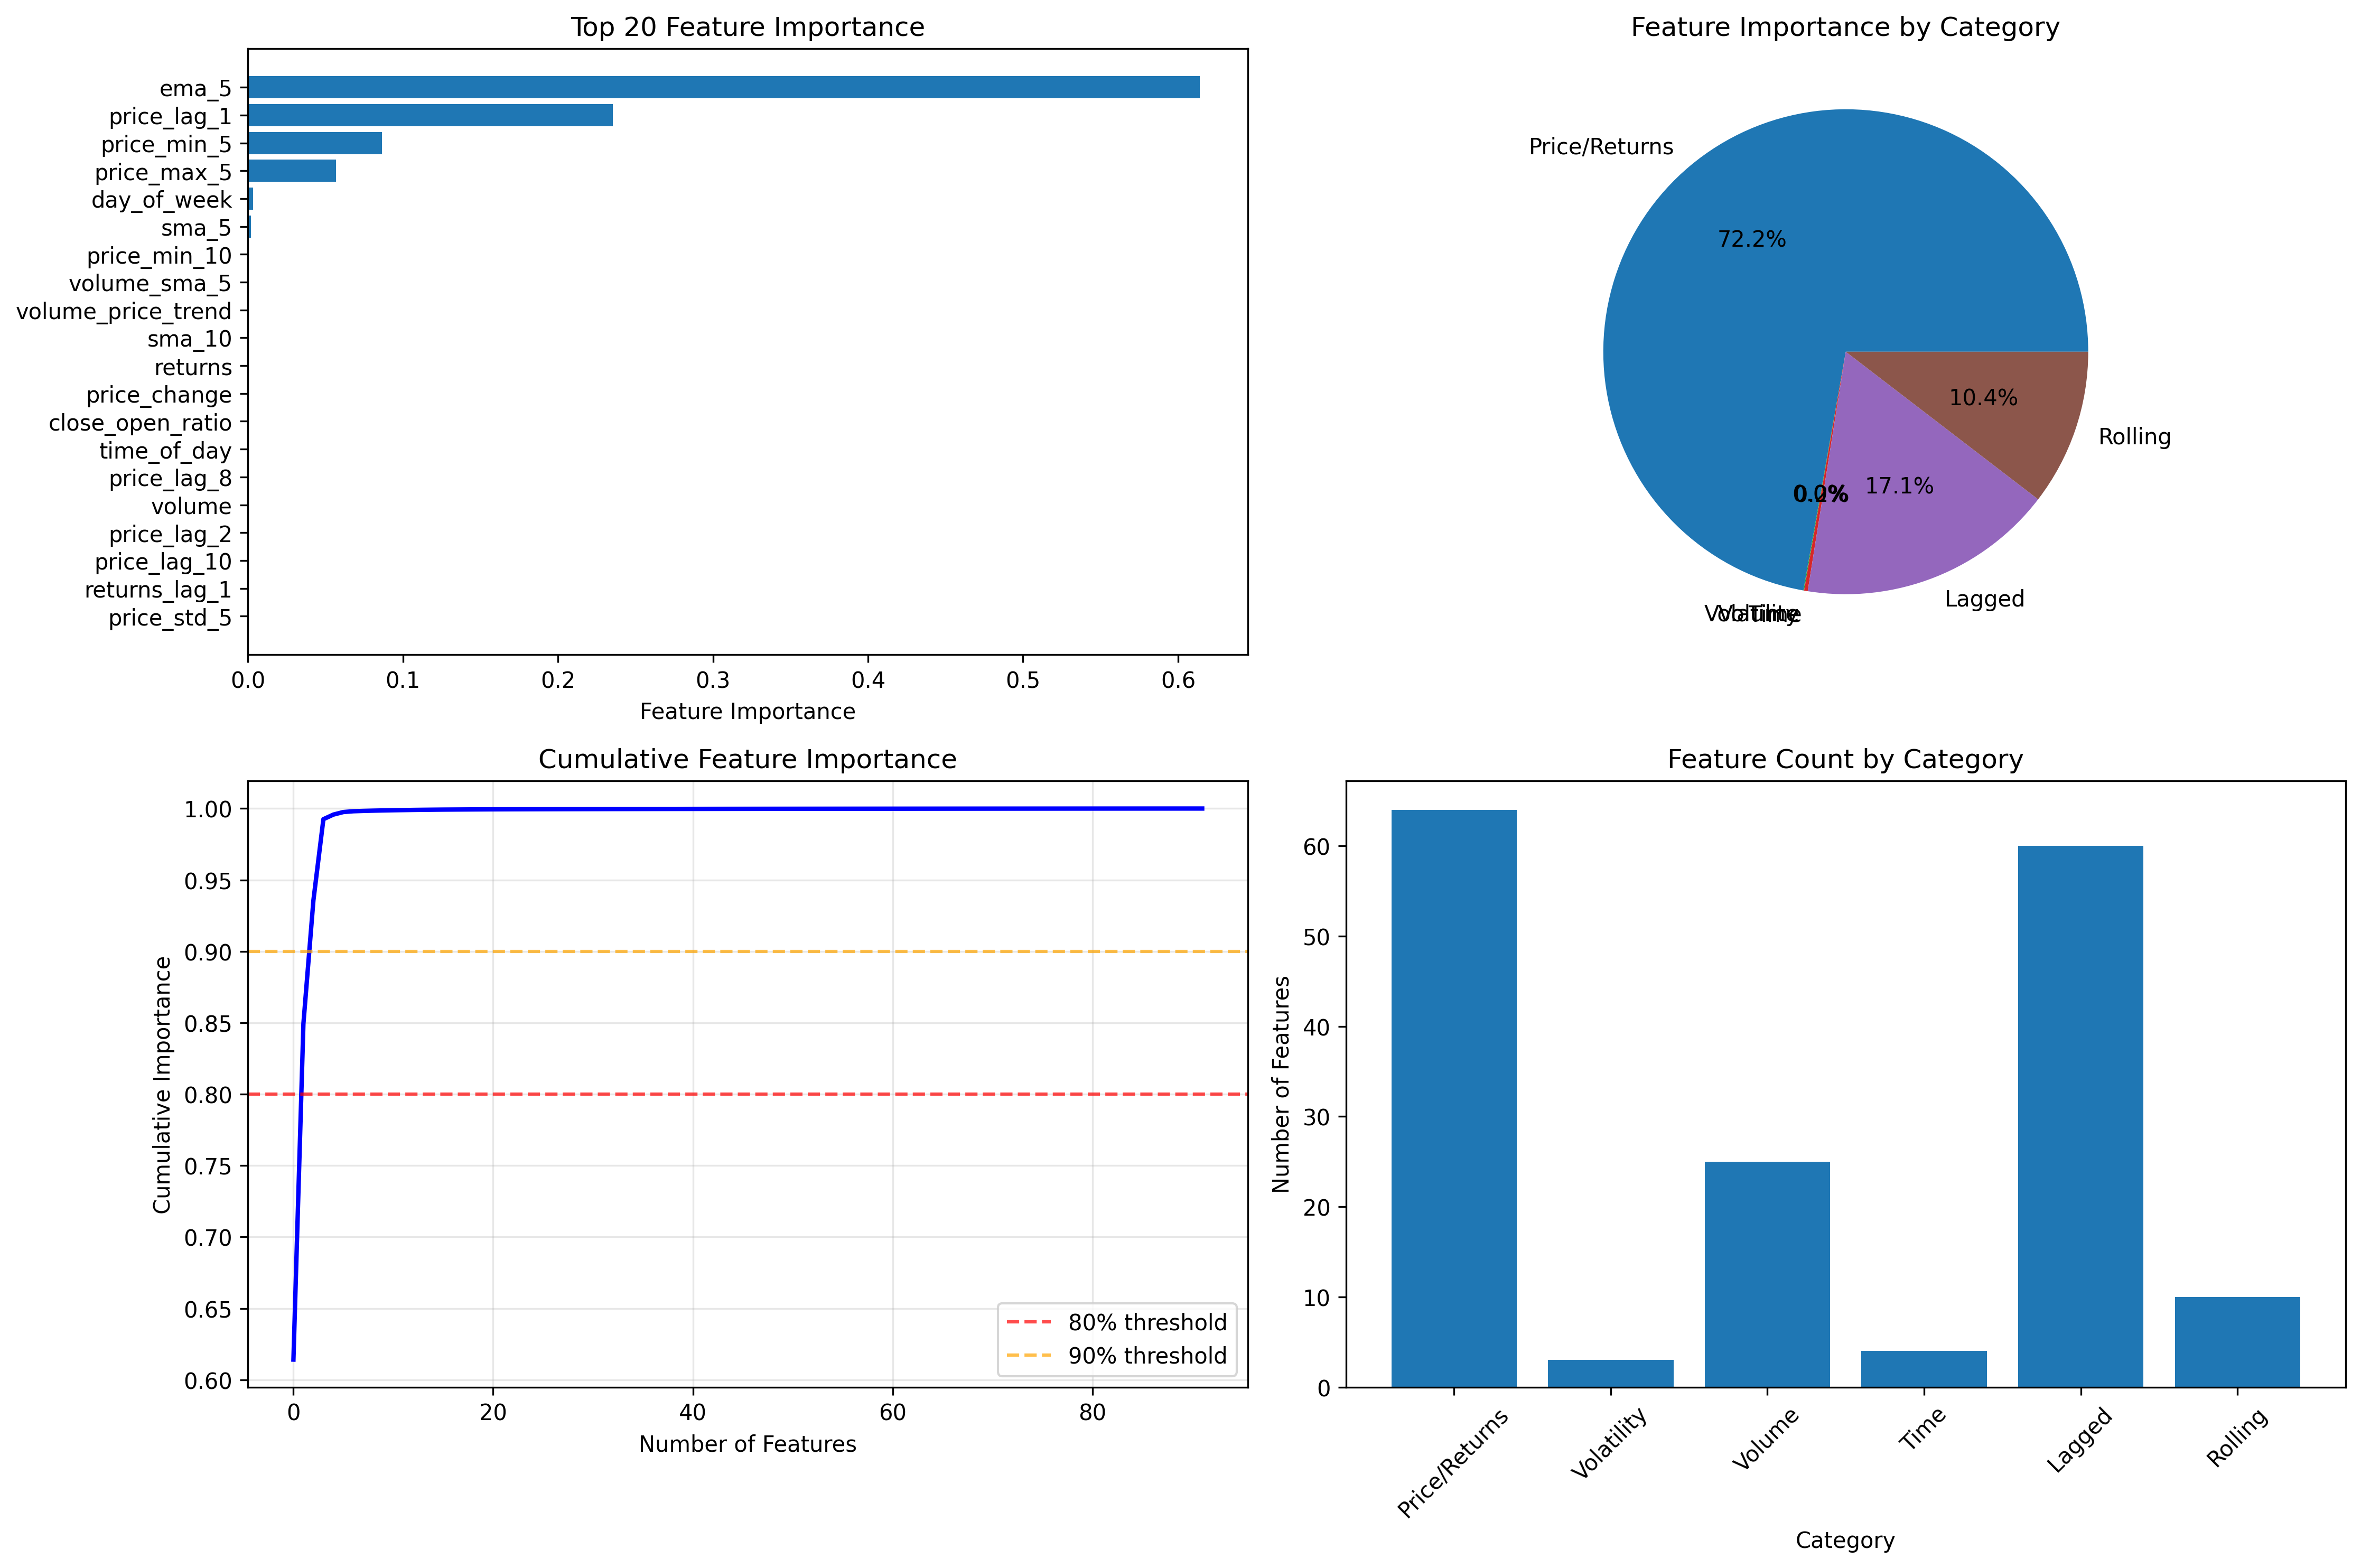 Top 20 Feature Importance
ema_5
price_lag_1
price_min_5
price_max_5
day_of_week
sma_5
price_min_10
volume_sma_5
volume_price_trend
sma_10
returns
price_change
close_open_ratio
time_of_day
price_lag_8
volume
price_lag_2
price_lag_10
returns_lag_1
price_std_5
0.0 0.1 0.2 0.3 0.4 0.5 0.6
Feature Importance
Feature Importance by Category
Price/Returns
72.2%
10.4%
Rolling
17.1%
0.2%
Volatility
Volume
Time
Lagged
Cumulative Feature Importance
Cumulative Importance
1.00
0.95
0.90
0.85
0.80
0.75
0.70
0.65
0.60
80% threshold
90% threshold
0 20 40 60 80
Number of Features
Feature Count by Category
Number of Features
60
50
40
30
20
10
0
Price/Returns
Volatility
Volume
Time
Lagged
Rolling
Category